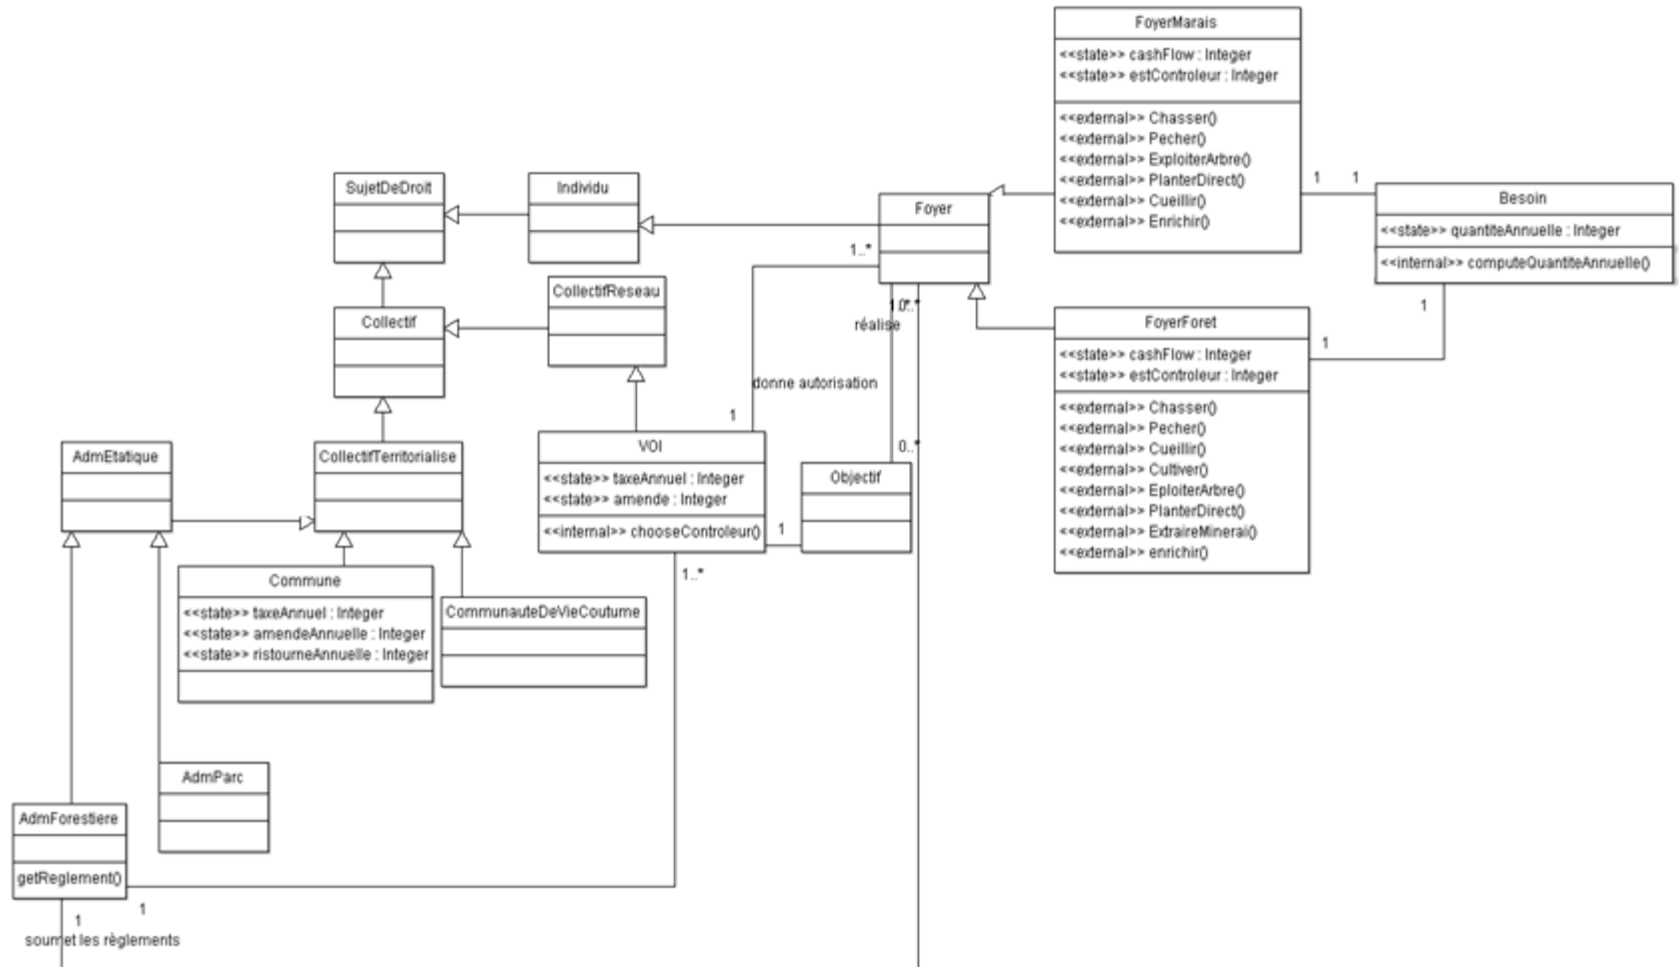 FoyerMarais
<<state>> cashFlow : Integer
<<state>> estControleur : Integer
<<external>> Chasser()
<<external>> Pecher()
<<external>> ExploiterArbre()
<<external>> PlanterDirect()
<<external>> Cueillir()
<<external>> Enrichir()
1 1
Besoin
<<state>> quantiteAnnuelle : Integer
<<internal>> computeQuantiteAnnuelle()
1
SujetDeDroit
Individu
Foyer
1..*
0..*
réalise
CollectifReseau
Collectif
FoyerForet
<<state>> cashFlow : Integer
<<state>> estControleur : Integer
<<external>> Chasser()
<<external>> Pecher()
<<external>> Cueillir()
<<external>> Cultiver()
<<external>> EploiterArbre()
<<external>> PlanterDirect()
<<external>> ExtraireMinerai()
<<external>> enrichir()
1
donne autorisation
1
0..*
AdmEtatique
CollectifTerritorialise
VOI
<<state>> taxeAnnuel : Integer
<<state>> amende : Integer
<<internal>> chooseControleur()
1
1..*
Objectif
Commune
<<state>> taxeAnnuel : Integer
<<state>> amendeAnnuelle : Integer
<<state>> ristourneAnnuelle : Integer
CommunauteDeVieCoutume
AdmParc
AdmForestiere
getReglement()
1
1
soumet les règlements